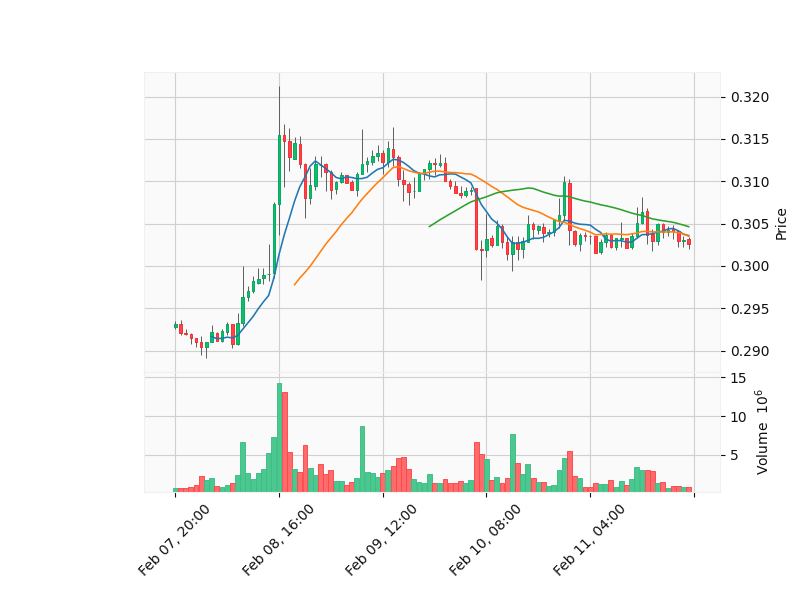 0.320
0.315
0.310
0.305
0.300
0.295
0.290
Price
15
10
5
Volume 10^6
Feb 07, 20:00
Feb 08, 16:00
Feb 09, 12:00
Feb 10, 08:00
Feb 11, 04:00